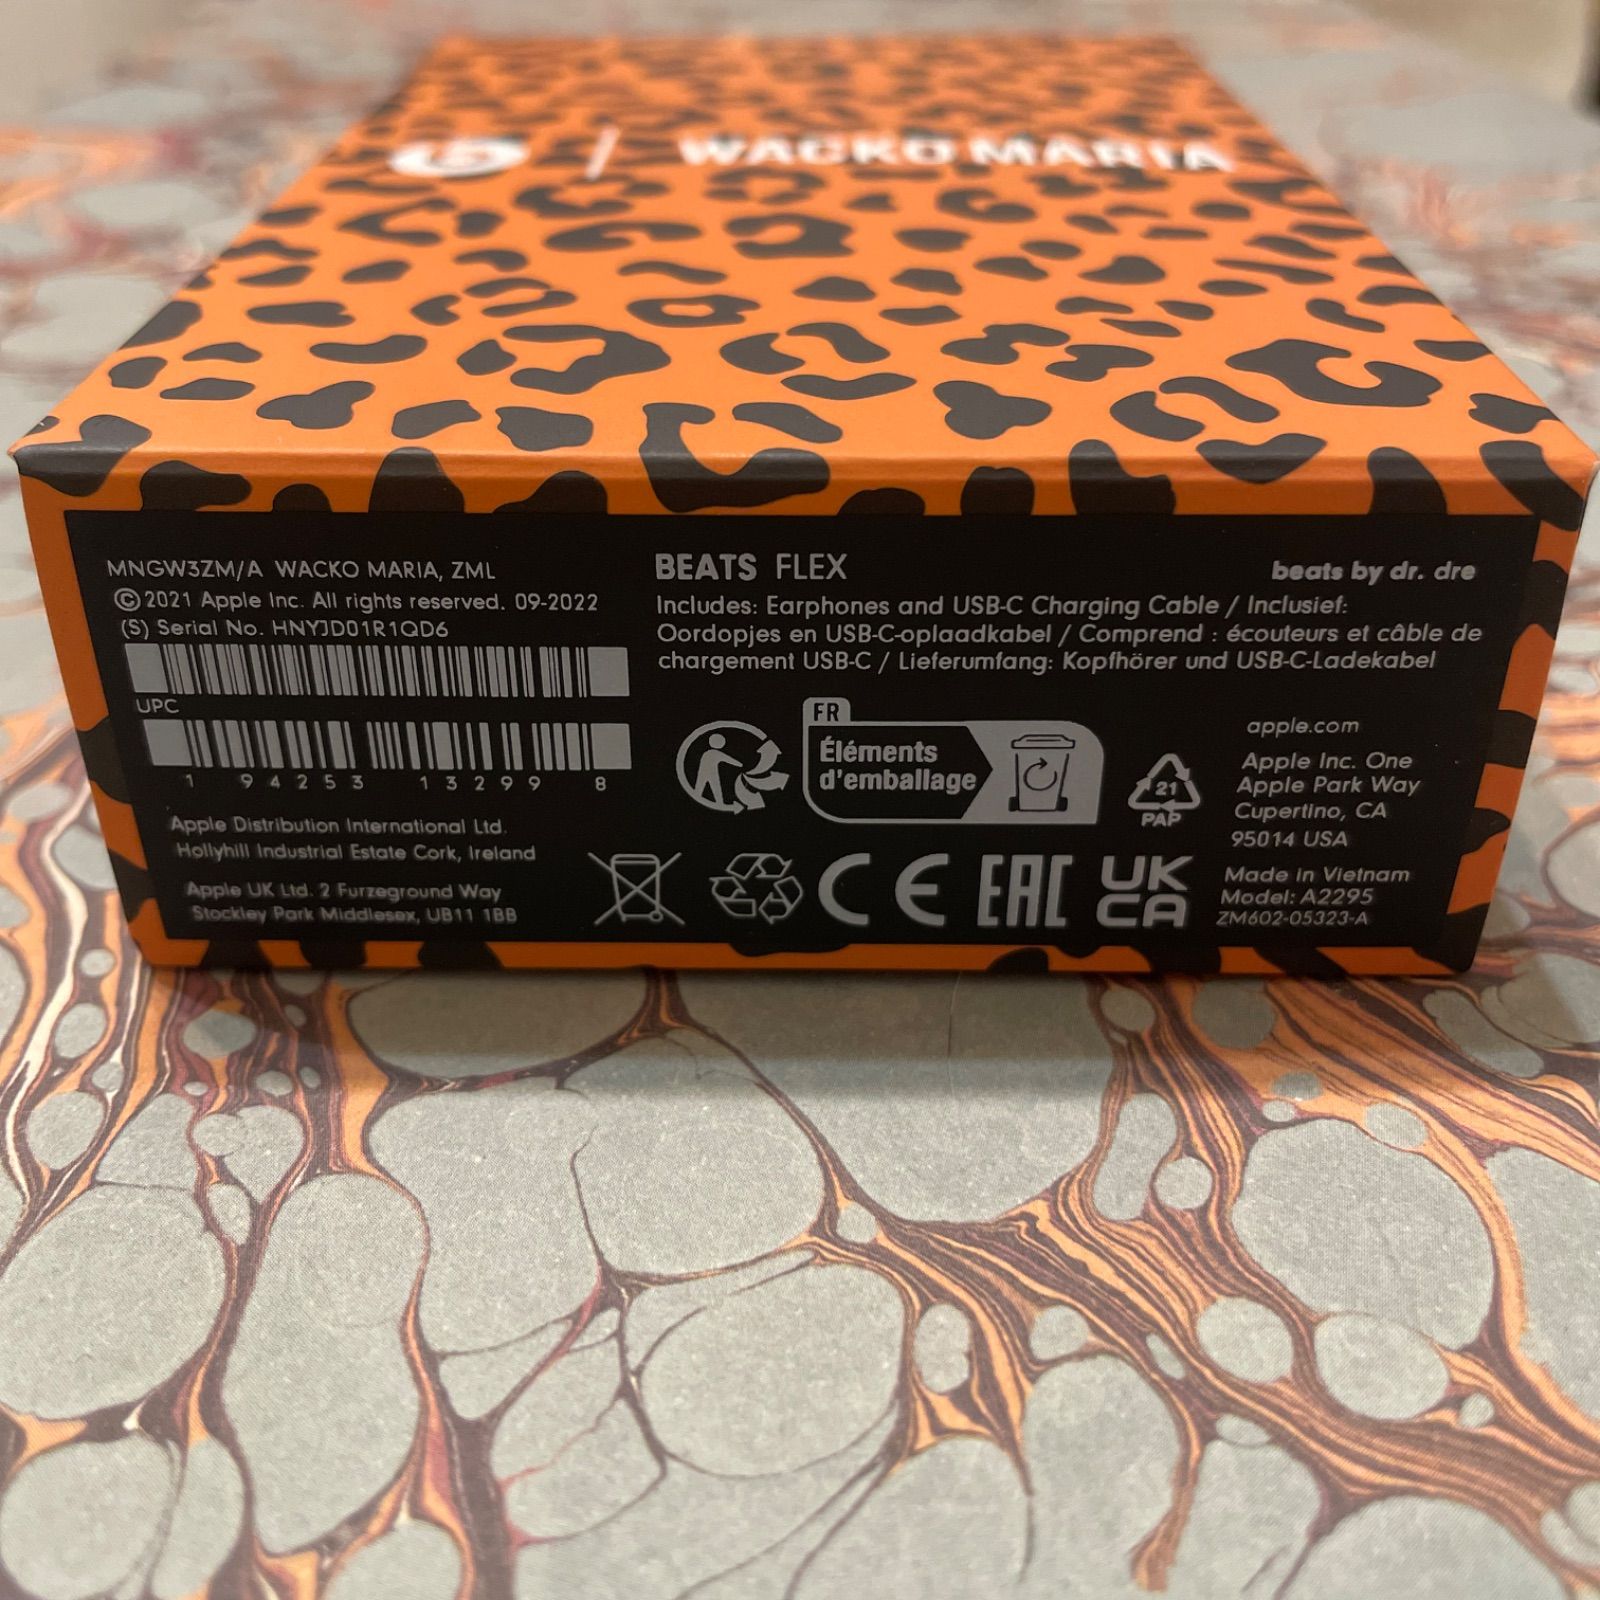 WACKO MARIA
MNGW3ZM/A WACKO MARIA, ZML
©2021 Apple Inc. All rights reserved. 09-2022
(S) Serial No. HNYJD01R1QD6
UPC
1 94253 13299 8
Apple Distribution International Ltd.
Hollyhill Industrial Estate Cork, Ireland
Apple UK Ltd. 2 Furzeground Way
Stockley Park Middlesex, UB11 1BB
BEATS FLEX
beats by dr. dre
Includes: Earphones and USB-C Charging Cable / Inclusief:
Oordopjes en USB-C-oplaadkabel / Comprend : écouteurs et câble de
chargement USB-C / Lieferumfang: Kopfhörer und USB-C-Ladekabel
FR
Éléments
d'emballage
21
PAP
CE
EAC
UK
CA
apple.com
Apple Inc. One
Apple Park Way
Cupertino, CA
95014 USA
Made in Vietnam
Model: A2295
ZM602-05323-A